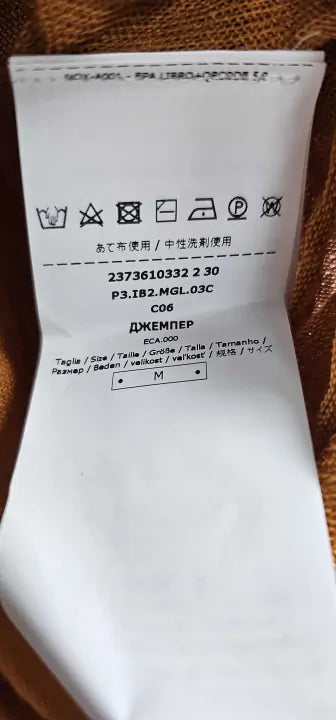 あて布使用 / 中性洗剤使用
2373610332 2 30
P3.IB2.MGL.03C
C06
ДЖЕМПЕР
ECA.000
Taglia / Size / Taille / Größe / Talla / Tamanho /
Размер / Beden / velikost / veľkosť / 规格 / サイズ
M